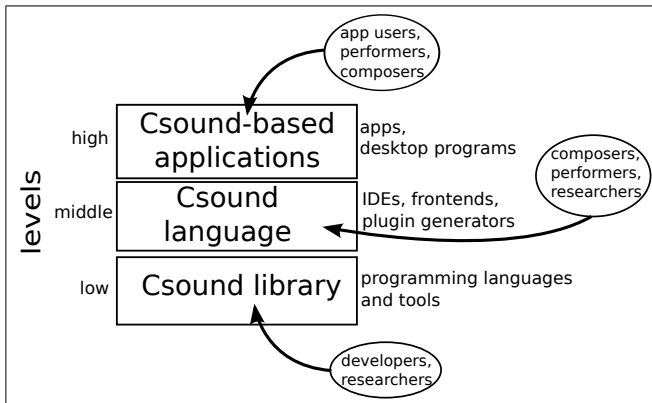 app users,
performers,
composers
high
Csound-based
applications
apps,
desktop programs
composers,
performers,
researchers
levels
middle
Csound
language
IDEs, frontends,
plugin generators
low
Csound library
programming languages
and tools
developers,
researchers